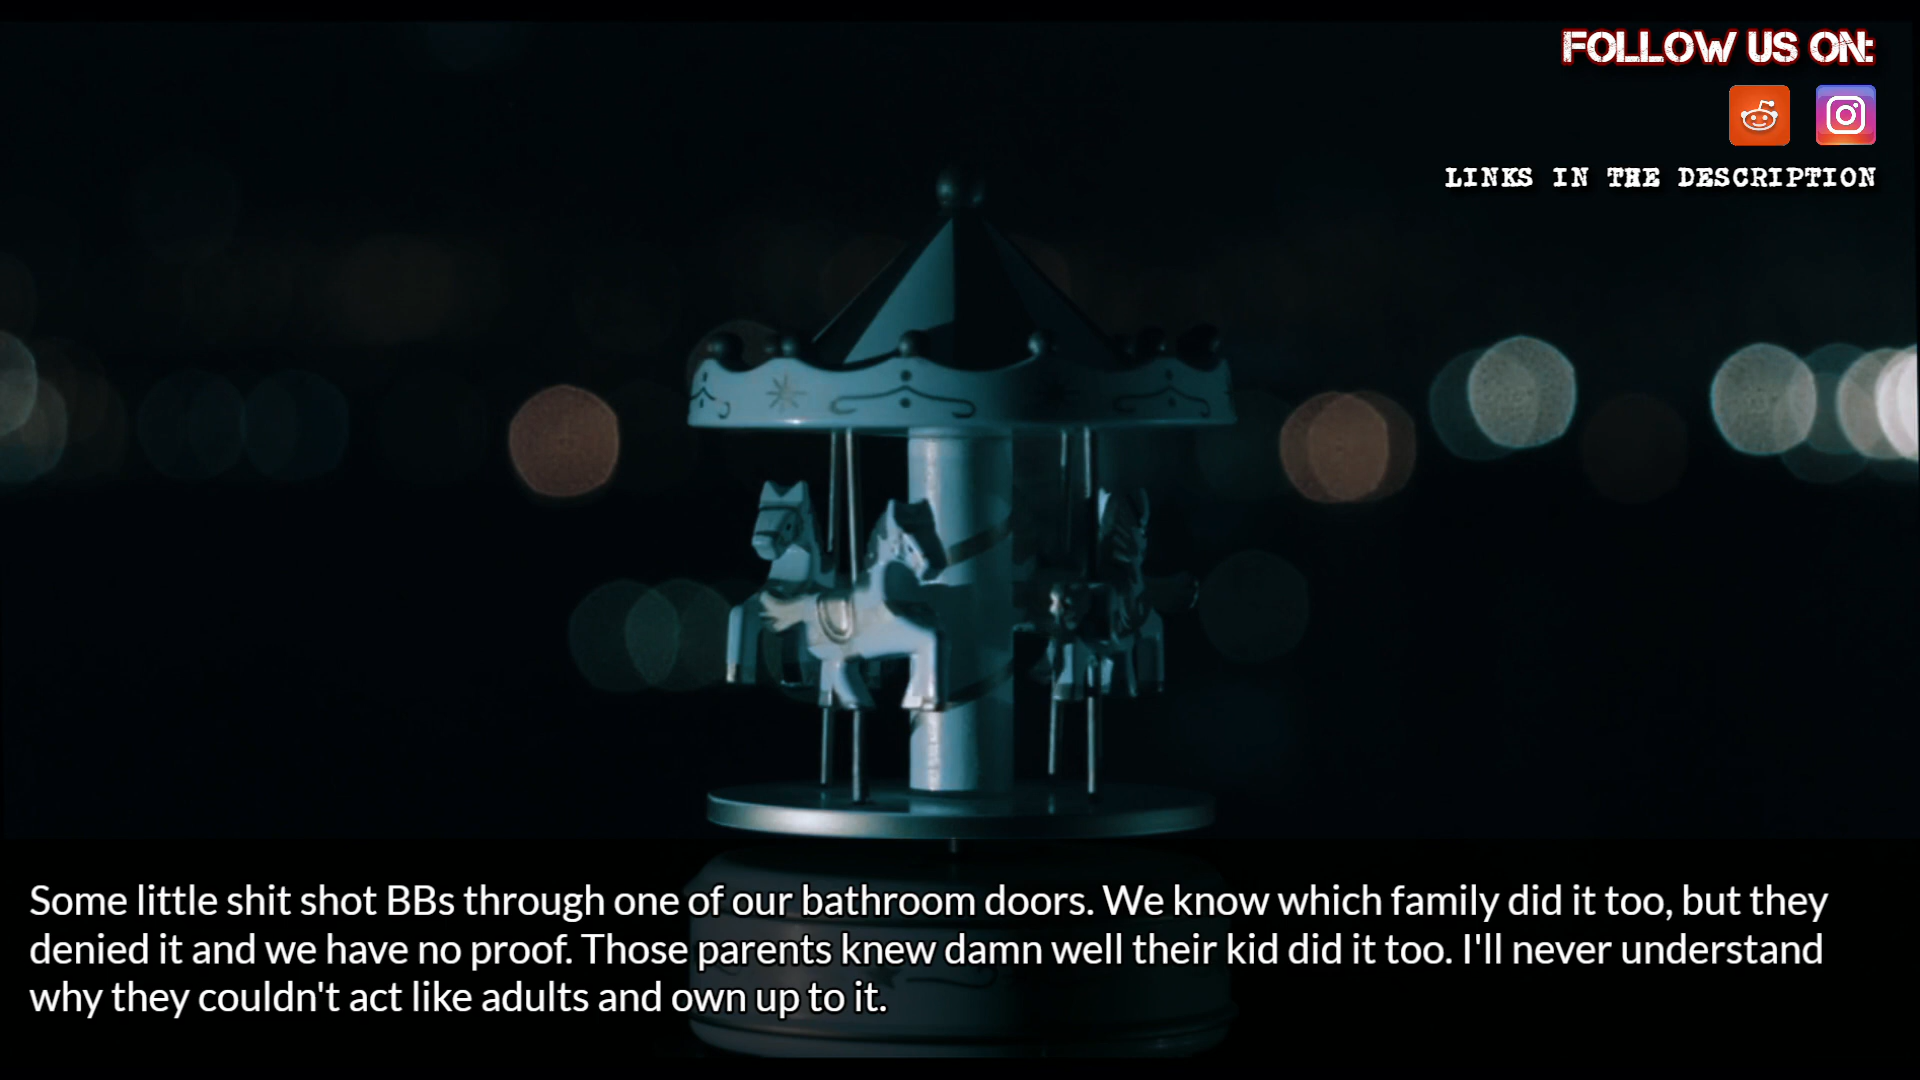 FOLLOW US ON:
LINKS IN THE DESCRIPTION
Some little shit shot BBs through one of our bathroom doors. We know which family did it too, but they
denied it and we have no proof. Those parents knew damn well their kid did it too. I'll never understand
why they couldn't act like adults and own up to it.